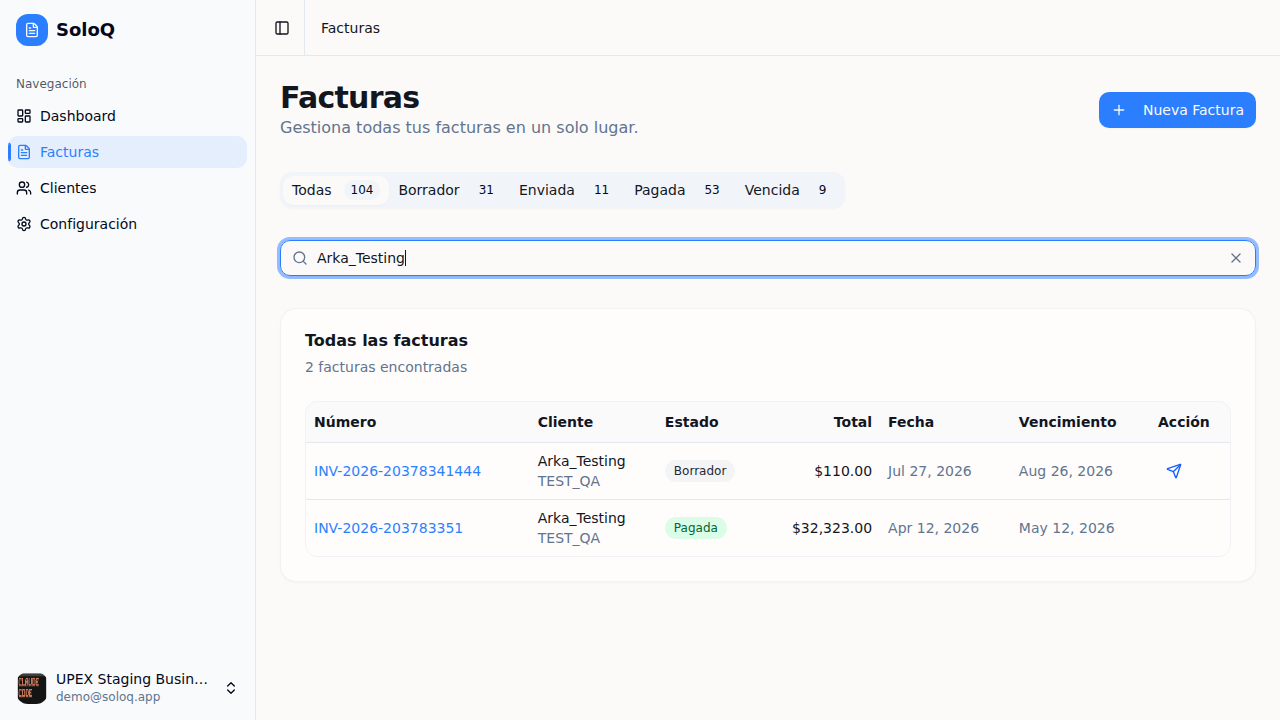 SoloQ
Facturas
Navegación
Dashboard
Facturas
Clientes
Configuración
Facturas
Gestiona todas tus facturas en un solo lugar.
Nueva Factura
Todas 104 Borrador 31 Enviada 11 Pagada 53 Vencida 9
Arka_Testing
Todas las facturas
2 facturas encontradas
Número Cliente Estado Total Fecha Vencimiento Acción
INV-2026-20378341444 Arka_Testing TEST_QA Borrador $110.00 Jul 27, 2026 Aug 26, 2026
INV-2026-203783351 Arka_Testing TEST_QA Pagada $32,323.00 Apr 12, 2026 May 12, 2026
CLAUDE
CODE
UPEX Staging Busin...
demo@soloq.app